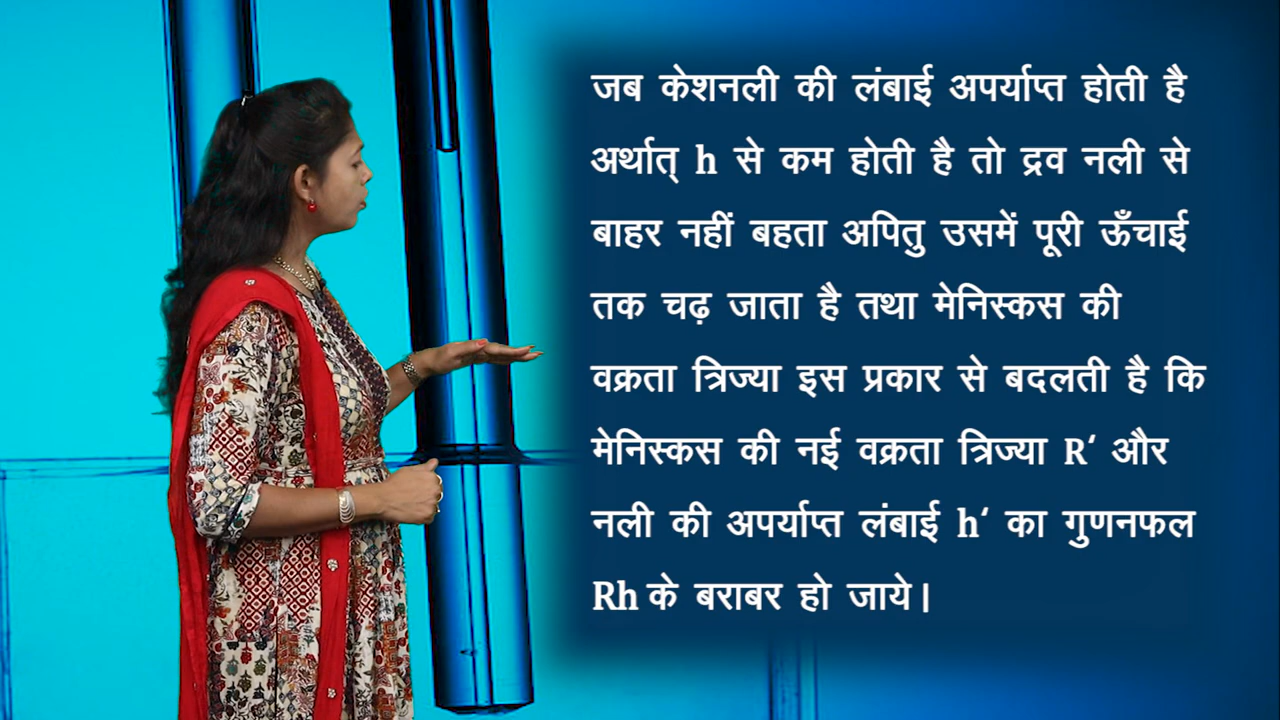 जब केशनली की लंबाई अपर्याप्त होती है
अर्थात् h से कम होती है तो द्रव नली से
बाहर नहीं बहता अपितु उसमें पूरी ऊँचाई
तक चढ़ जाता है तथा मेनिस्कस की
वक्रता त्रिज्या इस प्रकार से बदलती है कि
मेनिस्कस की नई वक्रता त्रिज्या R‘ और
नली की अपर्याप्त लंबाई h‘ का गुणनफल
Rh के बराबर हो जाये।